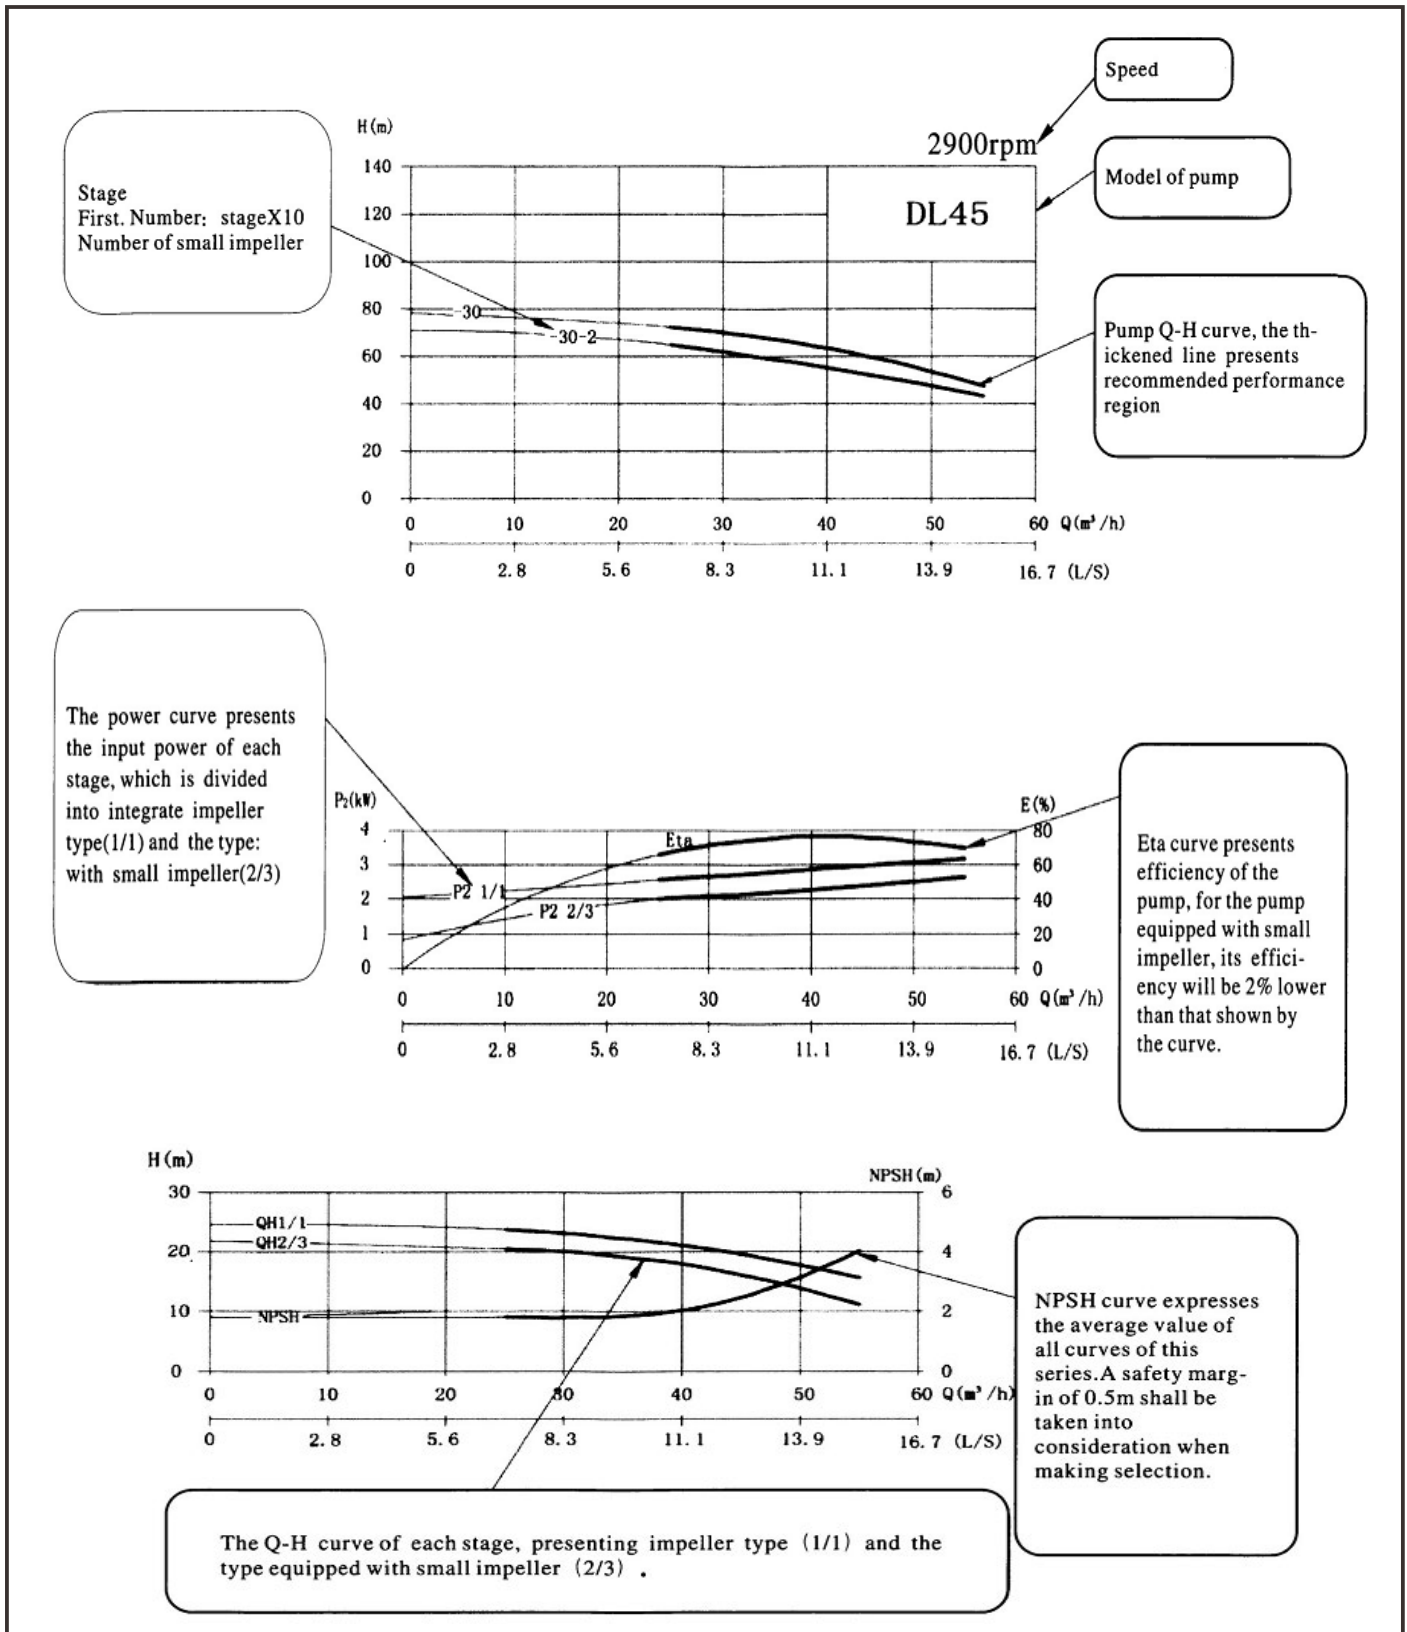 Speed
H(m)
2900rpm
Model of pump
Stage
First. Number: stageX10
Number of small impeller
DL45
140
120
100
80
60
40
20
0
30
30-2
Pump Q-H curve, the th-
ickened line presents
recommended performance
region
0 10 20 30 40 50 60 Q(m³/h)
0 2.8 5.6 8.3 11.1 13.9 16.7 (L/S)
The power curve presents
the input power of each
stage, which is divided
into integrate impeller
type(1/1) and the type:
with small impeller(2/3)
P₂(kW)
E(%)
4
3
2
1
0
Eta
P2 1/1
P2 2/3
80
60
40
20
0
0 10 20 30 40 50 60 Q(m³/h)
0 2.8 5.6 8.3 11.1 13.9 16.7 (L/S)
Eta curve presents
efficiency of the
pump, for the pump
equipped with small
impeller, its effici-
ency will be 2% lower
than that shown by
the curve.
H(m)
NPSH(m)
30
20
10
0
QH1/1
QH2/3
NPSH
6
4
2
0
0 10 20 30 40 50 60 Q(m³/h)
0 2.8 5.6 8.3 11.1 13.9 16.7 (L/S)
NPSH curve expresses
the average value of
all curves of this
series.A safety marg-
in of 0.5m shall be
taken into
consideration when
making selection.
The Q-H curve of each stage, presenting impeller type (1/1) and the
type equipped with small impeller (2/3) .